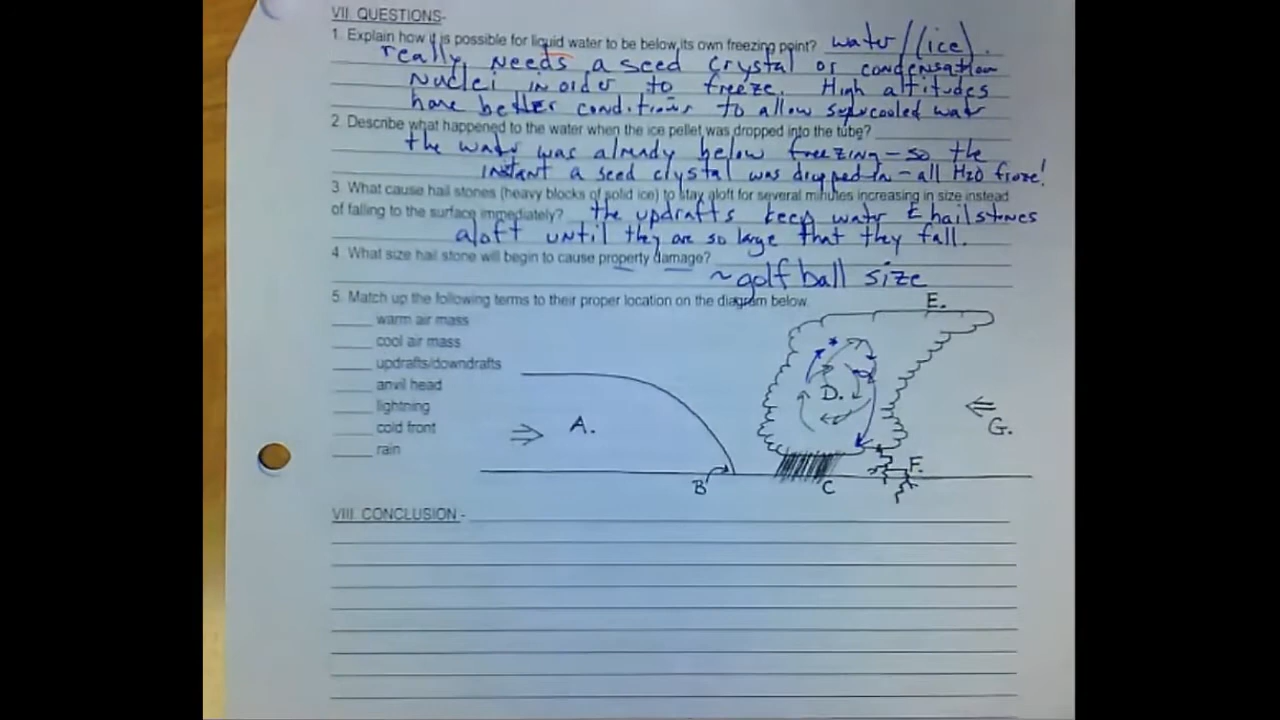 VII. QUESTIONS-
1. Explain how it is possible for liquid water to be below its own freezing point? water/(ice).
really needs a seed crystal or condensation
nuclei in order to freeze. High altitudes
have better conditions to allow supercooled water
2. Describe what happened to the water when the ice pellet was dropped into the tube?
the water was already below freezing - so the
instant a seed crystal was dropped in - all H2O froze!
3. What cause hail stones (heavy blocks of solid ice) to stay aloft for several minutes increasing in size instead
of falling to the surface immediately? the updrafts keep water & hailstones
aloft until they are so large that they fall.
4. What size hail stone will begin to cause property damage?
~golf ball size
5. Match up the following terms to their proper location on the diagram below.
E.
warm air mass
cool air mass
updrafts/downdrafts
anvil head
D.
lightning
A.
G.
cold front
rain
F.
B
C
VIII. CONCLUSION -